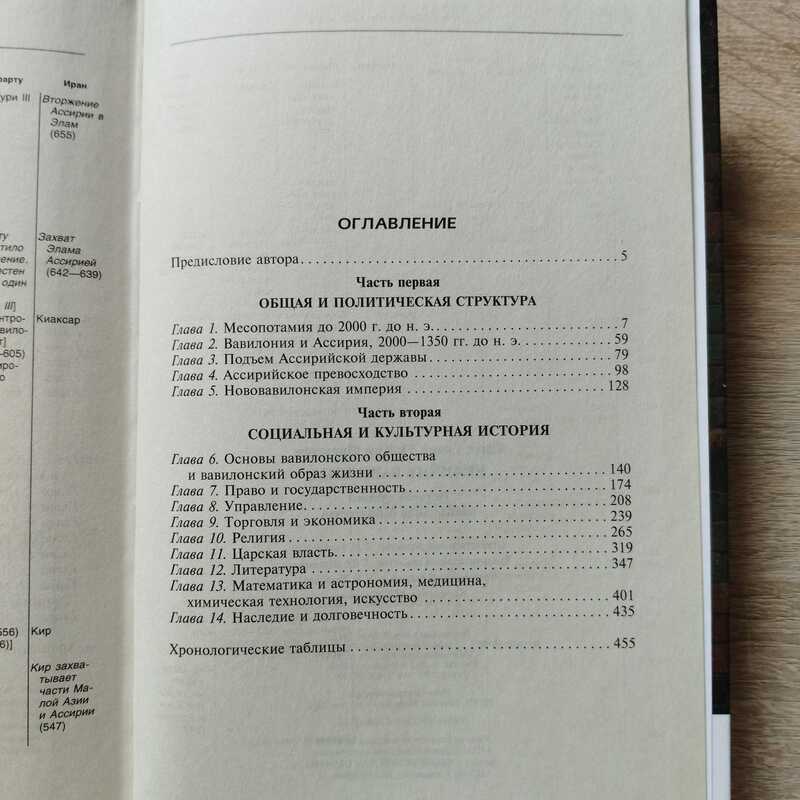 Иран
ури III
Вторжение
Ассирии в
Элам
(655)
Захват
Элама
Ассирией
(642—639)
один
III]
Киаксар
—605)
Кир
Кир захва-
тывает
части Ма-
лой Азии
и Ассирии
(547)
ОГЛАВЛЕНИЕ
Предисловие автора 5
Часть первая
ОБЩАЯ И ПОЛИТИЧЕСКАЯ СТРУКТУРА
Глава 1. Месопотамия до 2000 г. до н. э. 7
Глава 2. Вавилония и Ассирия, 2000—1350 гг. до н. э. 59
Глава 3. Подъем Ассирийской державы 79
Глава 4. Ассирийское превосходство 98
Глава 5. Нововавилонская империя 128
Часть вторая
СОЦИАЛЬНАЯ И КУЛЬТУРНАЯ ИСТОРИЯ
Глава 6. Основы вавилонского общества
и вавилонский образ жизни 140
Глава 7. Право и государственность 174
Глава 8. Управление 208
Глава 9. Торговля и экономика 239
Глава 10. Религия 265
Глава 11. Царская власть 319
Глава 12. Литература 347
Глава 13. Математика и астрономия, медицина,
химическая технология, искусство 401
Глава 14. Наследие и долговечность 435
Хронологические таблицы 455